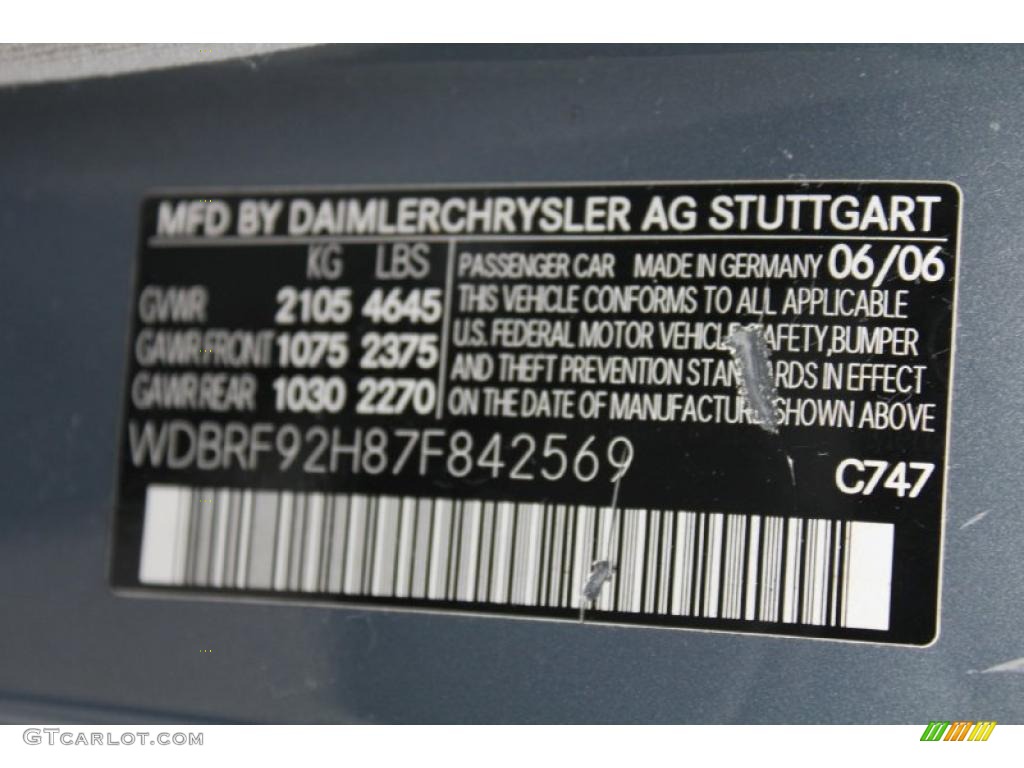 MFD BY DAIMLERCHRYSLER AG STUTTGART
KG LBS
GVWR 2105 4645
GAWR FRONT 1075 2375
GAWR REAR 1030 2270
PASSENGER CAR MADE IN GERMANY 06/06
THIS VEHICLE CONFORMS TO ALL APPLICABLE
U.S. FEDERAL MOTOR VEHICLE SAFETY, BUMPER
AND THEFT PREVENTION STANDARDS IN EFFECT
ON THE DATE OF MANUFACTURE SHOWN ABOVE
WDBRF92H87F842569
C747
GTCARLOT.COM